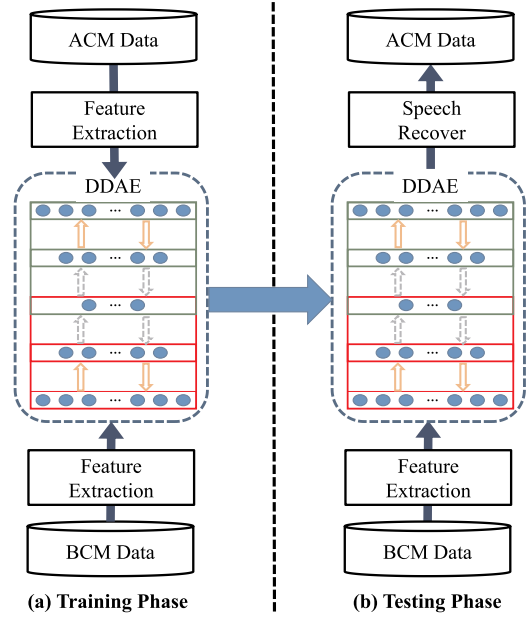 ACM Data
Feature
Extraction
DDAE
...
...
...
...
...
Feature
Extraction
BCM Data
(a) Training Phase
ACM Data
Speech
Recover
DDAE
...
...
...
...
...
Feature
Extraction
BCM Data
(b) Testing Phase